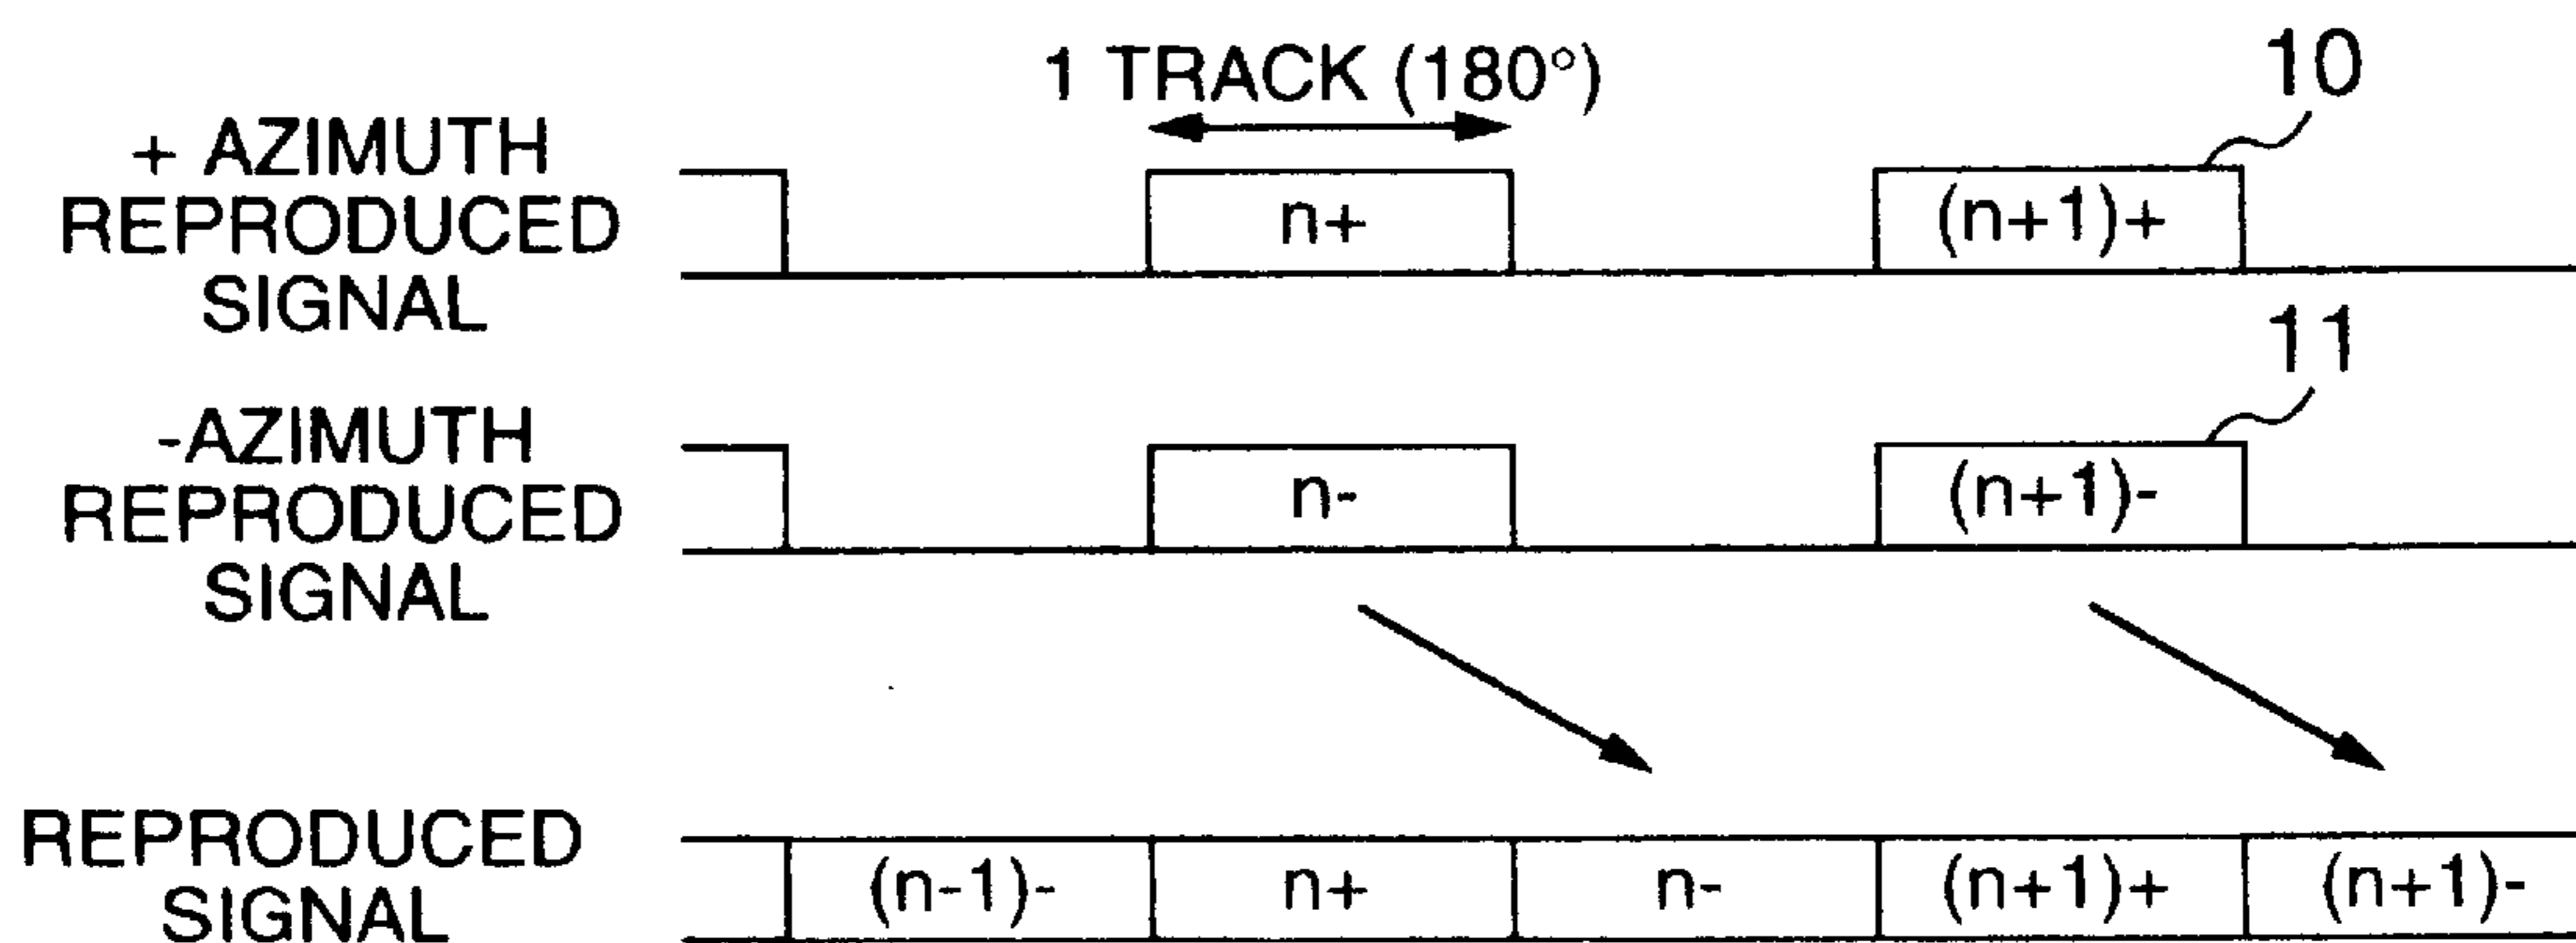 1 TRACK (180°)
10
+ AZIMUTH
REPRODUCED
SIGNAL
n+
(n+1)+
11
-AZIMUTH
REPRODUCED
SIGNAL
n-
(n+1)-
REPRODUCED
SIGNAL
(n-1)-
n+
n-
(n+1)+
(n+1)-